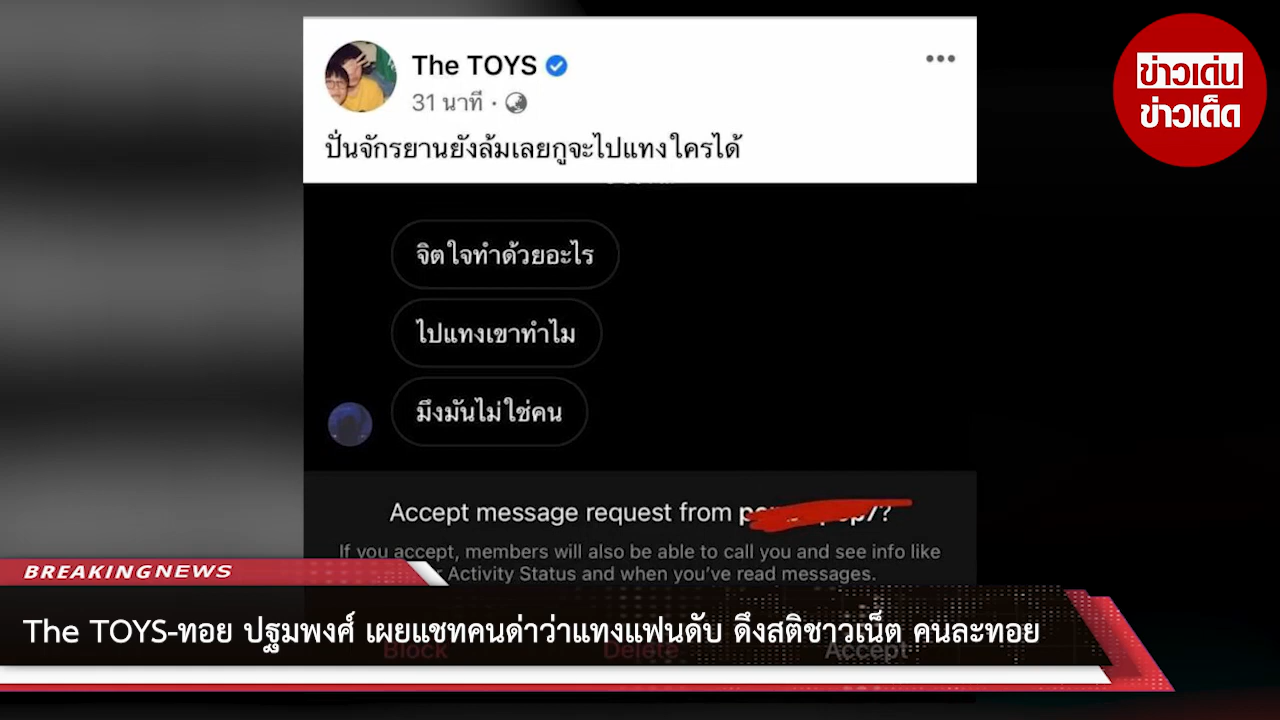 The TOYS
31 นาที ·
ปั่นจักรยานยังล้มเลยกูจะไปแทงใครได้
ข่าวเด่น
ข่าวเด็ด
จิตใจทำด้วยอะไร
ไปแทงเขาทำไม
มึงมันไม่ใช่คน
Accept message request from
If you accept, members will also be able to call you and see info like
Activity Status and when you've read messages.
BREAKING NEWS
The TOYS-ทอย ปฐมพงศ์ เผยแชทคนด่าว่าแทงแฟนดับ ดึงสติชาวเน็ต คนละทอย
Block Delete Accept